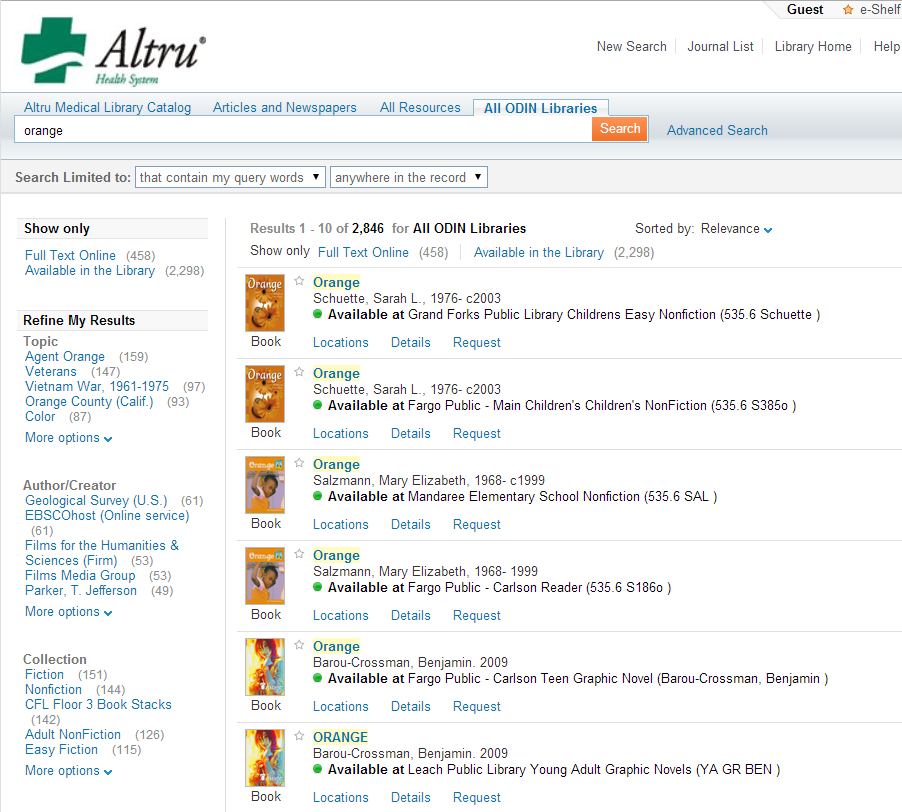 Guest e-Shelf
Altru®
Health System
New Search Journal List Library Home Help
Altru Medical Library Catalog Articles and Newspapers All Resources All ODIN Libraries
orange Search Advanced Search
Search Limited to: that contain my query words anywhere in the record
Show only
Full Text Online (458)
Available in the Library (2,298)
Refine My Results
Topic
Agent Orange (159)
Veterans (147)
Vietnam War, 1961-1975 (97)
Orange County (Calif.) (93)
Color (87)
More options
Author/Creator
Geological Survey (U.S.) (61)
EBSCOhost (Online service)
(61)
Films for the Humanities &
Sciences (Firm) (53)
Films Media Group (53)
Parker, T. Jefferson (49)
More options
Collection
Fiction (151)
Nonfiction (144)
CFL Floor 3 Book Stacks
(142)
Adult NonFiction (126)
Easy Fiction (115)
More options
Results 1 - 10 of 2,846 for All ODIN Libraries Sorted by: Relevance
Show only Full Text Online (458) Available in the Library (2,298)
Orange
Orange
Schuette, Sarah L., 1976- c2003
Available at Grand Forks Public Library Childrens Easy Nonfiction (535.6 Schuette )
Book Locations Details Request
Orange
Orange
Schuette, Sarah L., 1976- c2003
Available at Fargo Public - Main Children's Children's NonFiction (535.6 S385o )
Book Locations Details Request
Orange
Orange
Salzmann, Mary Elizabeth, 1968- c1999
Available at Mandaree Elementary School Nonfiction (535.6 SAL )
Book Locations Details Request
Orange
Orange
Salzmann, Mary Elizabeth, 1968- 1999
Available at Fargo Public - Carlson Reader (535.6 S186o )
Book Locations Details Request
Orange
Barou-Crossman, Benjamin. 2009
Available at Fargo Public - Carlson Teen Graphic Novel (Barou-Crossman, Benjamin )
Book Locations Details Request
ORANGE
Barou-Crossman, Benjamin. 2009
Available at Leach Public Library Young Adult Graphic Novels (YA GR BEN )
Book Locations Details Request